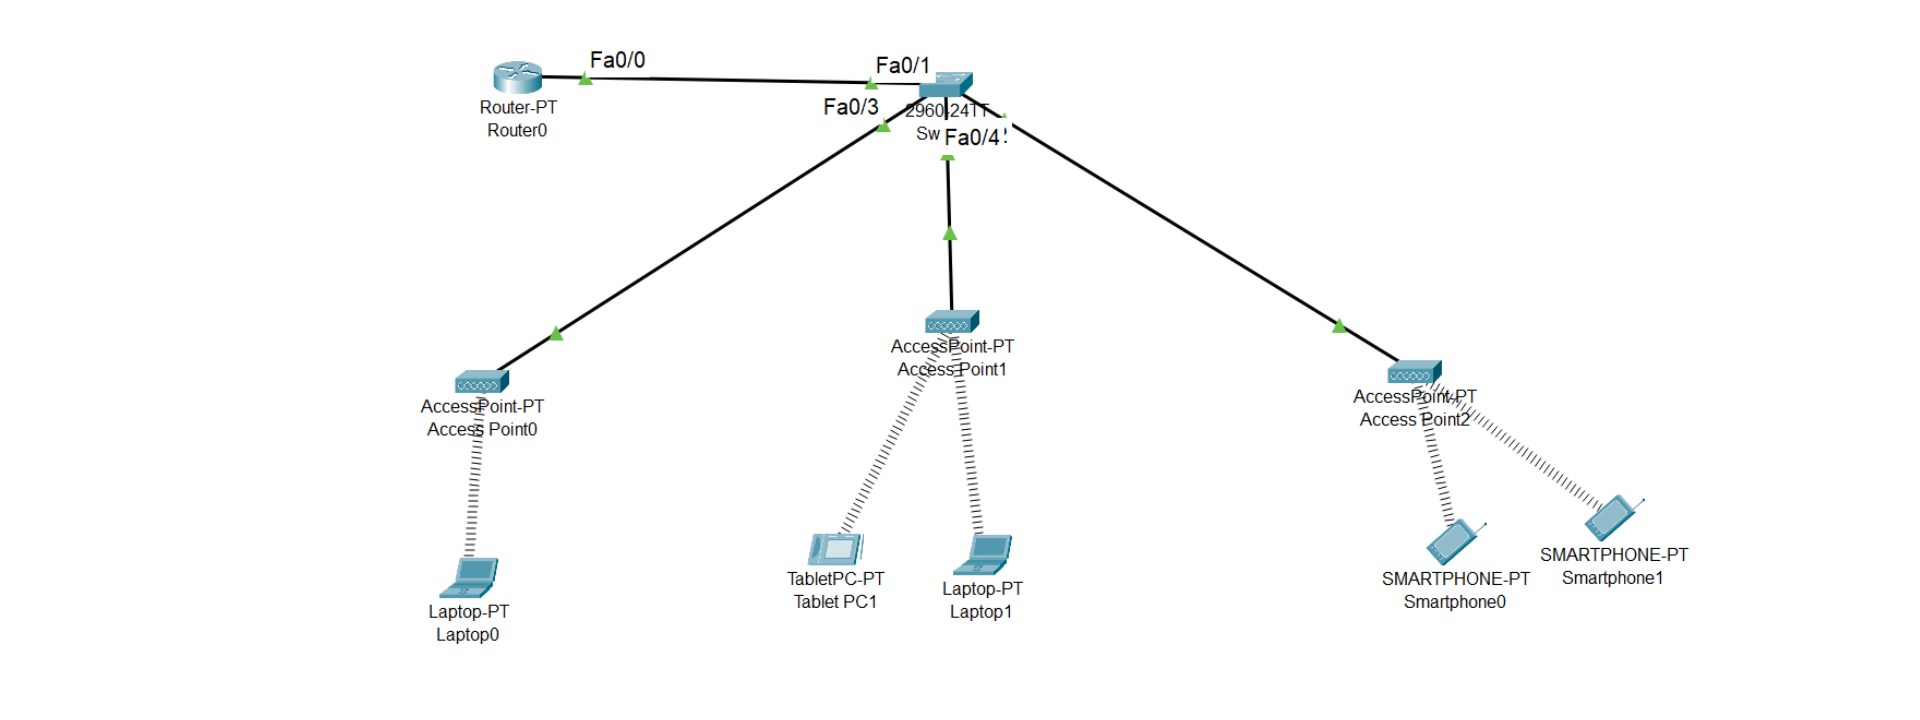 Fa0/0
Fa0/1
Router-PT
Router0
Fa0/3
2960-24TT
Sw
Fa0/4
AccessPoint-PT
Access Point0
AccessPoint-PT
Access Point1
AccessPoint-PT
Access Point2
Laptop-PT
Laptop0
TabletPC-PT
Tablet PC1
Laptop-PT
Laptop1
SMARTPHONE-PT
Smartphone0
SMARTPHONE-PT
Smartphone1